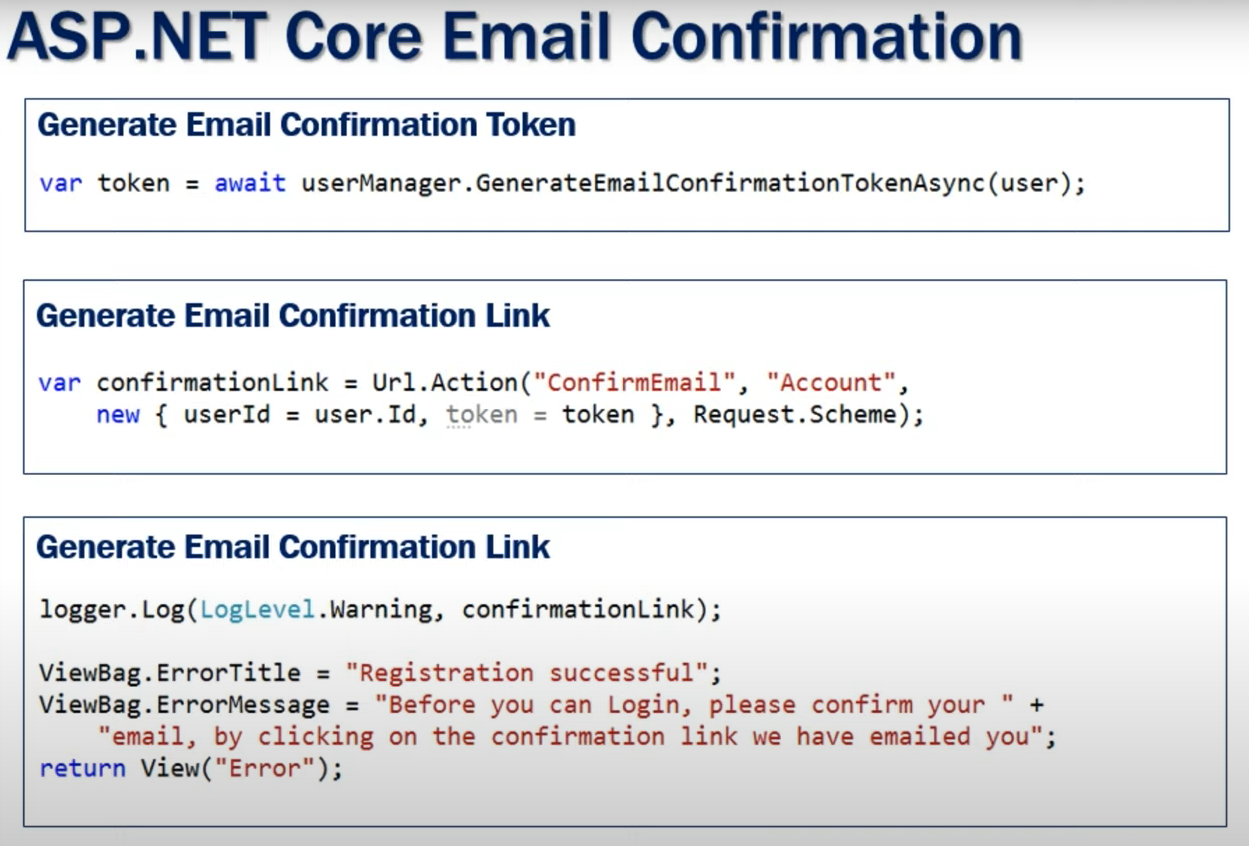 ASP.NET Core Email Confirmation
Generate Email Confirmation Token
var token = await userManager.GenerateEmailConfirmationTokenAsync(user);
Generate Email Confirmation Link
var confirmationLink = Url.Action("ConfirmEmail", "Account",
new { userId = user.Id, token = token }, Request.Scheme);
Generate Email Confirmation Link
logger.Log(LogLevel.Warning, confirmationLink);
ViewBag.ErrorTitle = "Registration successful";
ViewBag.ErrorMessage = "Before you can Login, please confirm your " +
"email, by clicking on the confirmation link we have emailed you";
return View("Error");